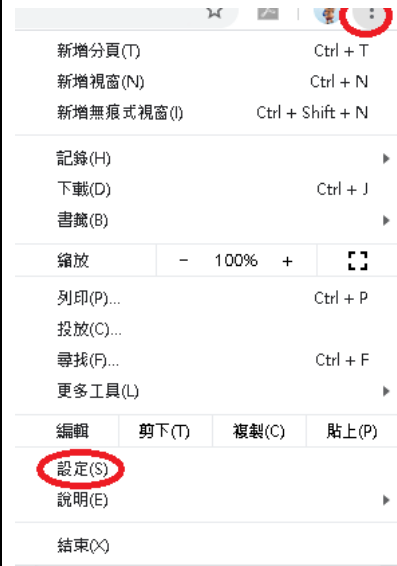 新增分頁(T) Ctrl + T
新增視窗(N) Ctrl + N
新增無痕式視窗(I) Ctrl + Shift + N
記錄(H)
下載(D) Ctrl + J
書籤(B)
縮放 - 100% +
列印(P)... Ctrl + P
投放(C)...
尋找(F)... Ctrl + F
更多工具(L)
編輯 剪下(T) 複製(C) 貼上(P)
設定(S)
說明(E)
結束(X)